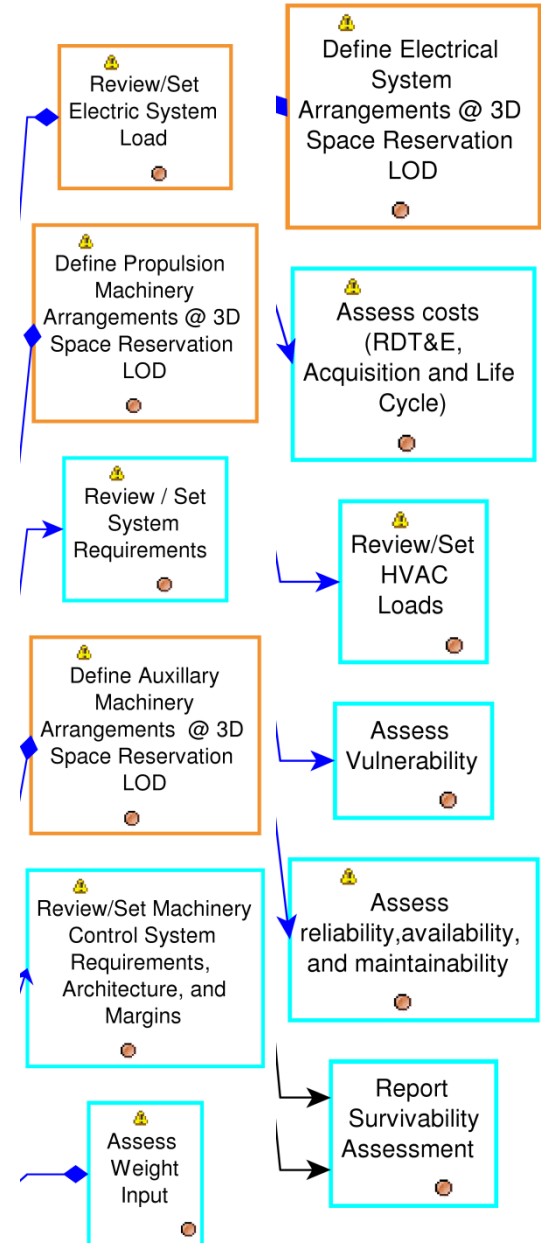 Review/Set
Electric System
Load
Define Propulsion
Machinery
Arrangements @ 3D
Space Reservation
LOD
Review / Set
System
Requirements
Define Auxillary
Machinery
Arrangements @ 3D
Space Reservation
LOD
Review/Set Machinery
Control System
Requirements,
Architecture, and
Margins
Assess
Weight
Input
Define Electrical
System
Arrangements @ 3D
Space Reservation
LOD
Assess costs
(RDT&E,
Acquisition and Life
Cycle)
Review/Set
HVAC
Loads
Assess
Vulnerability
Assess
reliability,availability,
and maintainability
Report
Survivability
Assessment